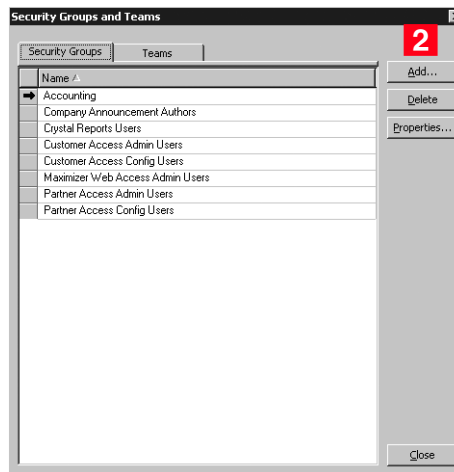 Security Groups and Teams
2
Security Groups
Teams
Add...
Name
Delete
Accounting
Company Announcement Authors
Properties...
Crystal Reports Users
Customer Access Admin Users
Customer Access Config Users
Maximizer Web Access Admin Users
Partner Access Admin Users
Partner Access Config Users
Close